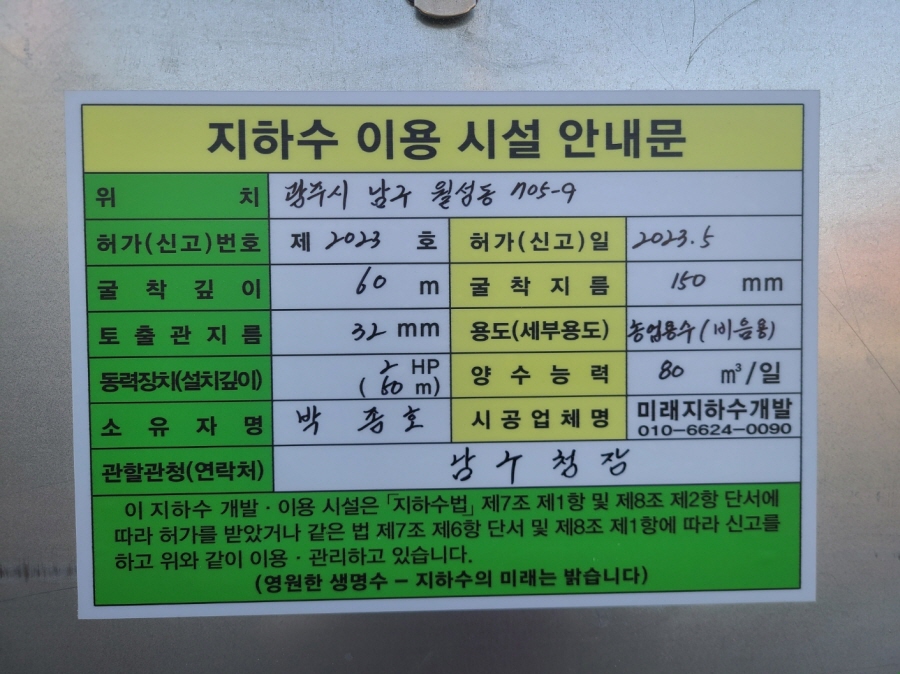 지하수 이용 시설 안내문
위 치 광주시 남구 월성동 705-9
허가(신고)번호 제 2023 호 허가(신고)일 2023.5
굴착깊이 60 m 굴착지름 150 mm
토출관지름 32 mm 용도(세부용도) 농업용수(비음용)
동력장치(설치깊이) 2 HP (60 m) 양수능력 80 m³/일
소유자명 박종호 시공업체명 미래지하수개발
010-6624-0090
관할관청(연락처) 남구청장
이 지하수 개발·이용 시설은 「지하수법」 제7조 제1항 및 제8조 제2항 단서에
따라 허가를 받았거나 같은 법 제7조 제6항 단서 및 제8조 제1항에 따라 신고를
하고 위와 같이 이용·관리하고 있습니다.
(영원한 생명수 – 지하수의 미래는 밝습니다)